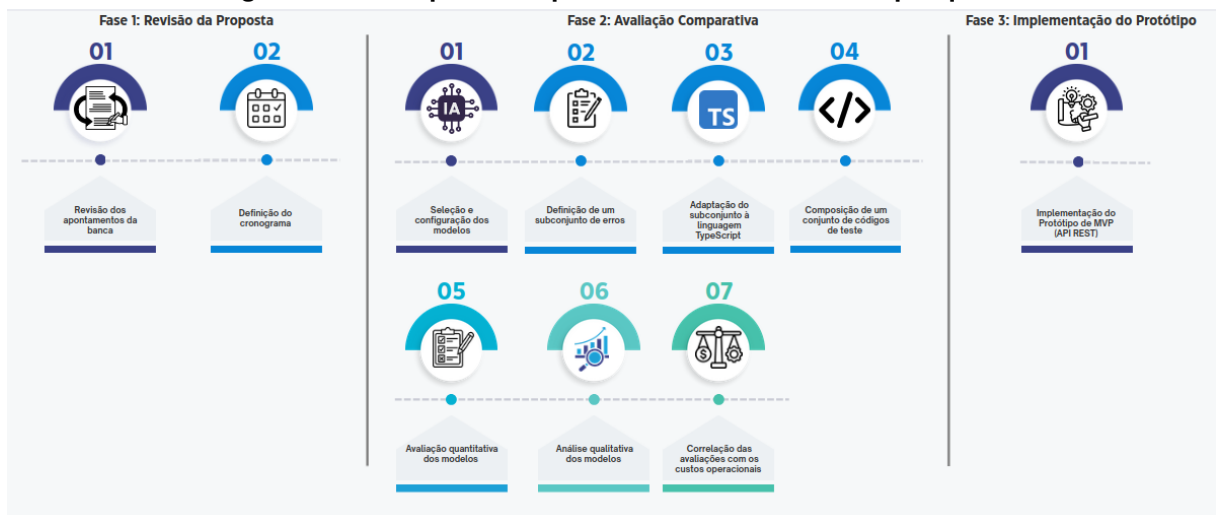 Fase 1: Revisão da Proposta
01
02
Revisão dos
apontamentos da
banca
Definição do
cronograma
Fase 2: Avaliação Comparativa
01
02
03
04
IA
TS
</>
Seleção e
configuração dos
modelos
Definição de um
subconjunto de erros
Adaptação do
subconjunto à
linguagem
TypeScript
Composição de um
conjunto de códigos
de teste
05
06
07
$
Avaliação quantitativa
dos modelos
Análise qualitativa
dos modelos
Correlação das
avaliações com os
custos operacionais
Fase 3: Implementação do Protótipo
01
Implementação do
Protótipo de MVP
(API REST)